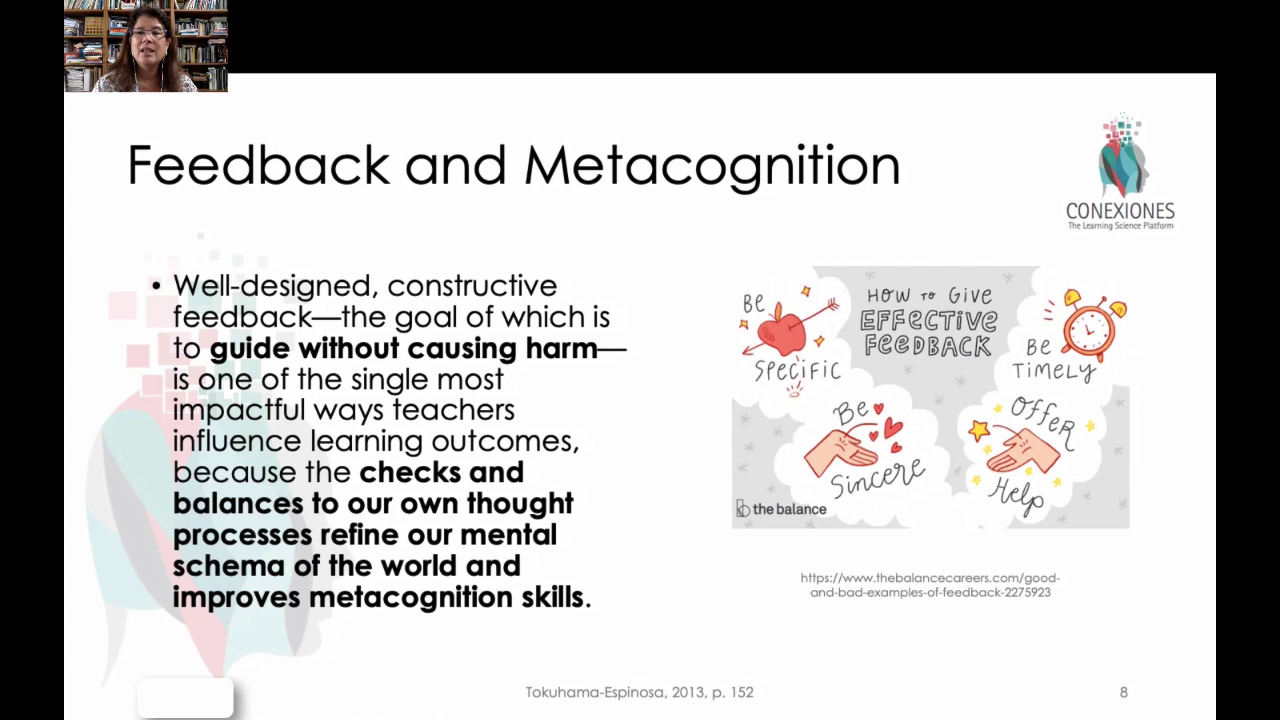 Feedback and Metacognition
CONEXIONES
The Learning Science Platform
• Well-designed, constructive
feedback—the goal of which is
to guide without causing harm—
is one of the single most
impactful ways teachers
influence learning outcomes,
because the checks and
balances to our own thought
processes refine our mental
schema of the world and
improves metacognition skills.
HOW TO GIVE
EFFECTIVE
FEEDBACK
BE
SPECIFIC
BE
TIMELY
Be
Sincere
OFFER
Help
the balance
https://www.thebalancecareers.com/good-
and-bad-examples-of-feedback-2275923
Tokuhama-Espinosa, 2013, p. 152
8